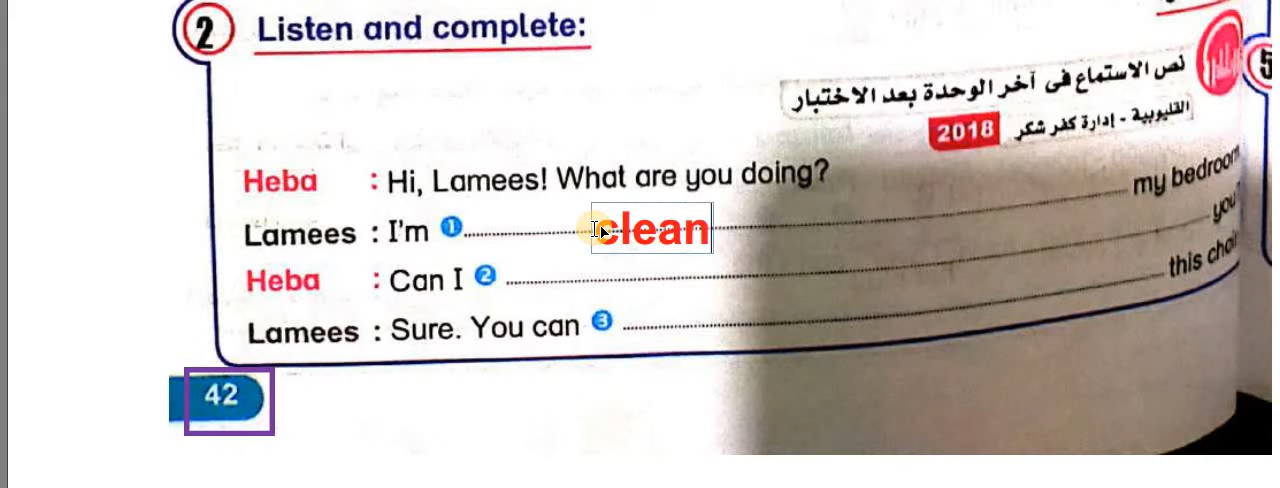 2 Listen and complete:
5
نص الاستماع فى آخر الوحدة بعد الاختبار
القليوبية - إدارة كفر شكر 2018
Heba : Hi, Lamees! What are you doing?
Lamees : I'm 1 clean my bedroom
Heba : Can I 2 you?
Lamees : Sure. You can 3 this
42